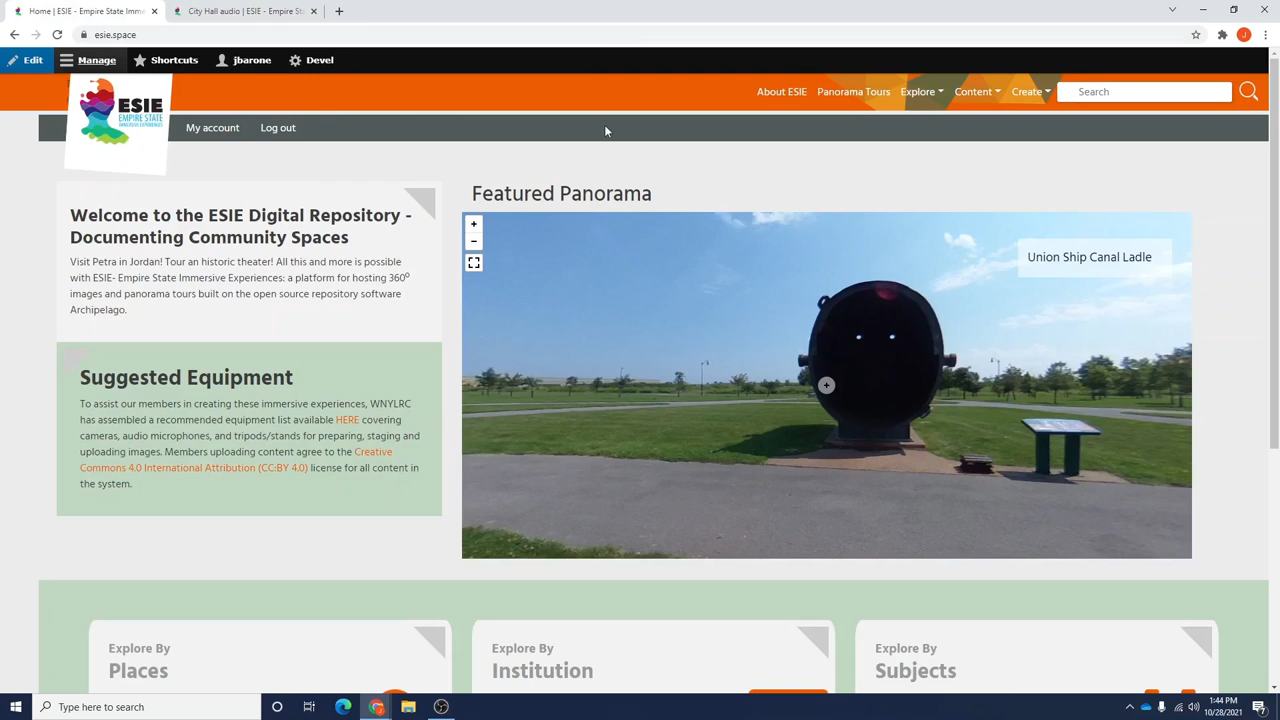 Home | ESIE - Empire State Imme
City Hall audio | ESIE - Empire St
esie.space
J
Edit
Manage
Shortcuts
jbarone
Devel
ESIE
EMPIRE STATE
IMMERSIVE EXPERIENCES
About ESIE
Panorama Tours
Explore
Content
Create
Search
My account
Log out
Welcome to the ESIE Digital Repository -
Documenting Community Spaces
Visit Petra in Jordan! Tour an historic theater! All this and more is possible
with ESIE- Empire State Immersive Experiences: a platform for hosting 360º
images and panorama tours built on the open source repository software
Archipelago.
Suggested Equipment
To assist our members in creating these immersive experiences, WNYLRC
has assembled a recommended equipment list available HERE covering
cameras, audio microphones, and tripods/stands for preparing, staging and
uploading images. Members uploading content agree to the Creative
Commons 4.0 International Attribution (CC:BY 4.0) license for all content in
the system.
Featured Panorama
+
−
Union Ship Canal Ladle
+
Explore By
Places
Explore By
Institution
Explore By
Subjects
Type here to search
1:44 PM
10/28/2021
7